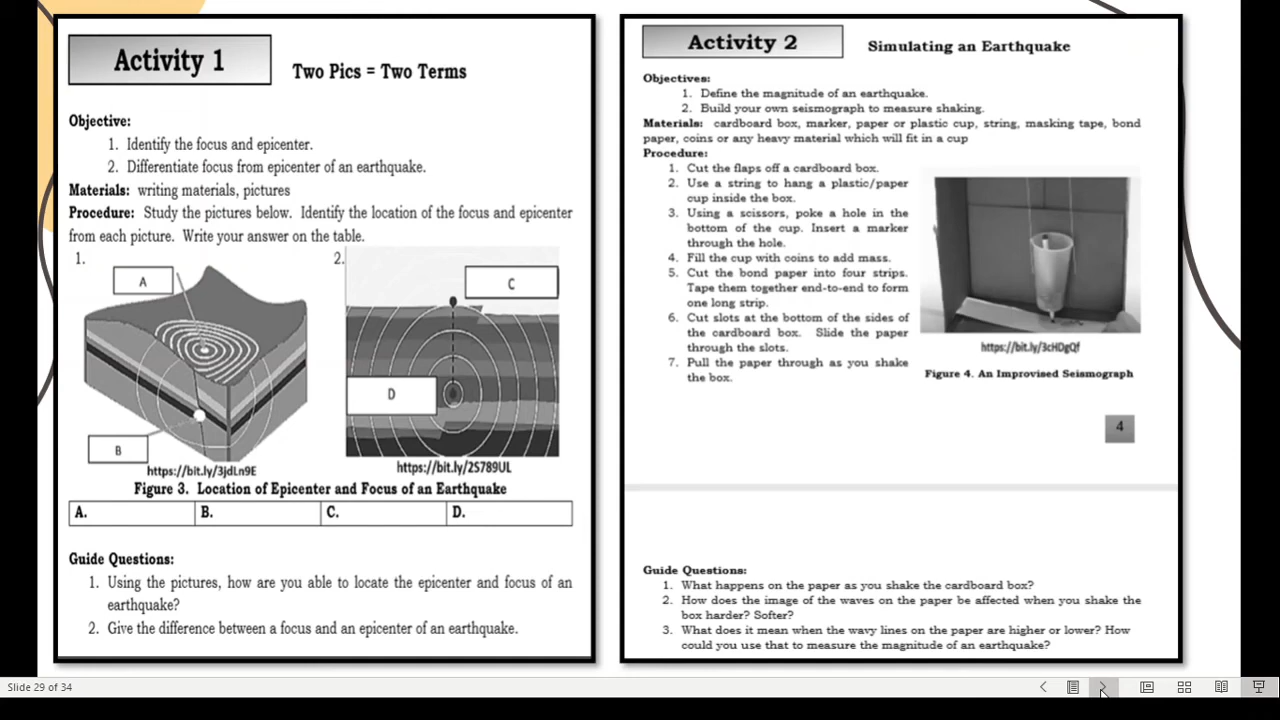 Activity 1
Two Pics = Two Terms
Objective:
1. Identify the focus and epicenter.
2. Differentiate focus from epicenter of an earthquake.
Materials: writing materials, pictures
Procedure: Study the pictures below. Identify the location of the focus and epicenter
from each picture. Write your answer on the table.
1.
A
B
https://bit.ly/3jdLn9E
2.
C
D
https://bit.ly/2S789UL
Figure 3. Location of Epicenter and Focus of an Earthquake
A. B. C. D.
Guide Questions:
1. Using the pictures, how are you able to locate the epicenter and focus of an
earthquake?
2. Give the difference between a focus and an epicenter of an earthquake.
Activity 2
Simulating an Earthquake
Objectives:
1. Define the magnitude of an earthquake.
2. Build your own seismograph to measure shaking.
Materials: cardboard box, marker, paper or plastic cup, string, masking tape, bond
paper, coins or any heavy material which will fit in a cup
Procedure:
1. Cut the flaps off a cardboard box.
2. Use a string to hang a plastic/paper
cup inside the box.
3. Using a scissors, poke a hole in the
bottom of the cup. Insert a marker
through the hole.
4. Fill the cup with coins to add mass.
5. Cut the bond paper into four strips.
Tape them together end-to-end to form
one long strip.
6. Cut slots at the bottom of the sides of
the cardboard box. Slide the paper
through the slots.
7. Pull the paper through as you shake
the box.
https://bit.ly/3cHDgQf
Figure 4. An Improvised Seismograph
4
Guide Questions:
1. What happens on the paper as you shake the cardboard box?
2. How does the image of the waves on the paper be affected when you shake the
box harder? Softer?
3. What does it mean when the wavy lines on the paper are higher or lower? How
could you use that to measure the magnitude of an earthquake?
Slide 29 of 34